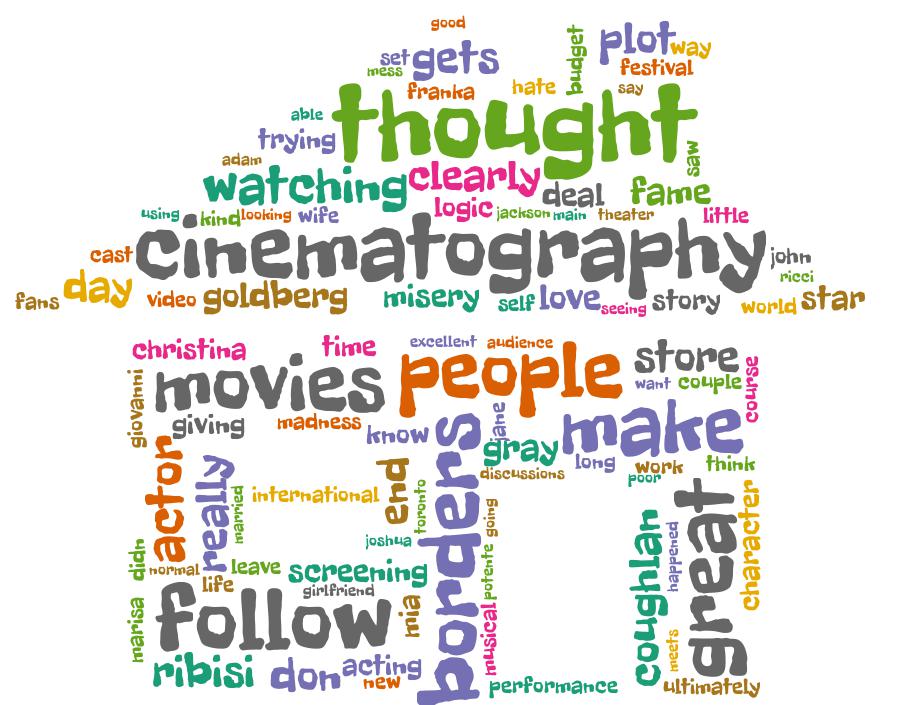 good
plot
way
set
gets
budget
mess
festival
franka
hate
say
thought
able
trying
saw
adam
watching
clearly
deal
fame
using
kind
looking
wife
logic
jackson
main
theater
little
cinematography
cast
john
ricci
fans
day
video
goldberg
misery
self
love
seeing
story
world
star
christina
time
excellent
audience
store
movies
people
want
couple
course
giovanni
giving
madness
know
jane
make
gray
long
work
think
discussions
poor
actor
really
married
international
end
toronto
borders
going
great
character
coughlan
happened
didn
joshua
normal
life
leave
screening
girlfriend
potente
follow
mia
musical
marisa
meets
ribisi
don
acting
new
performance
ultimately